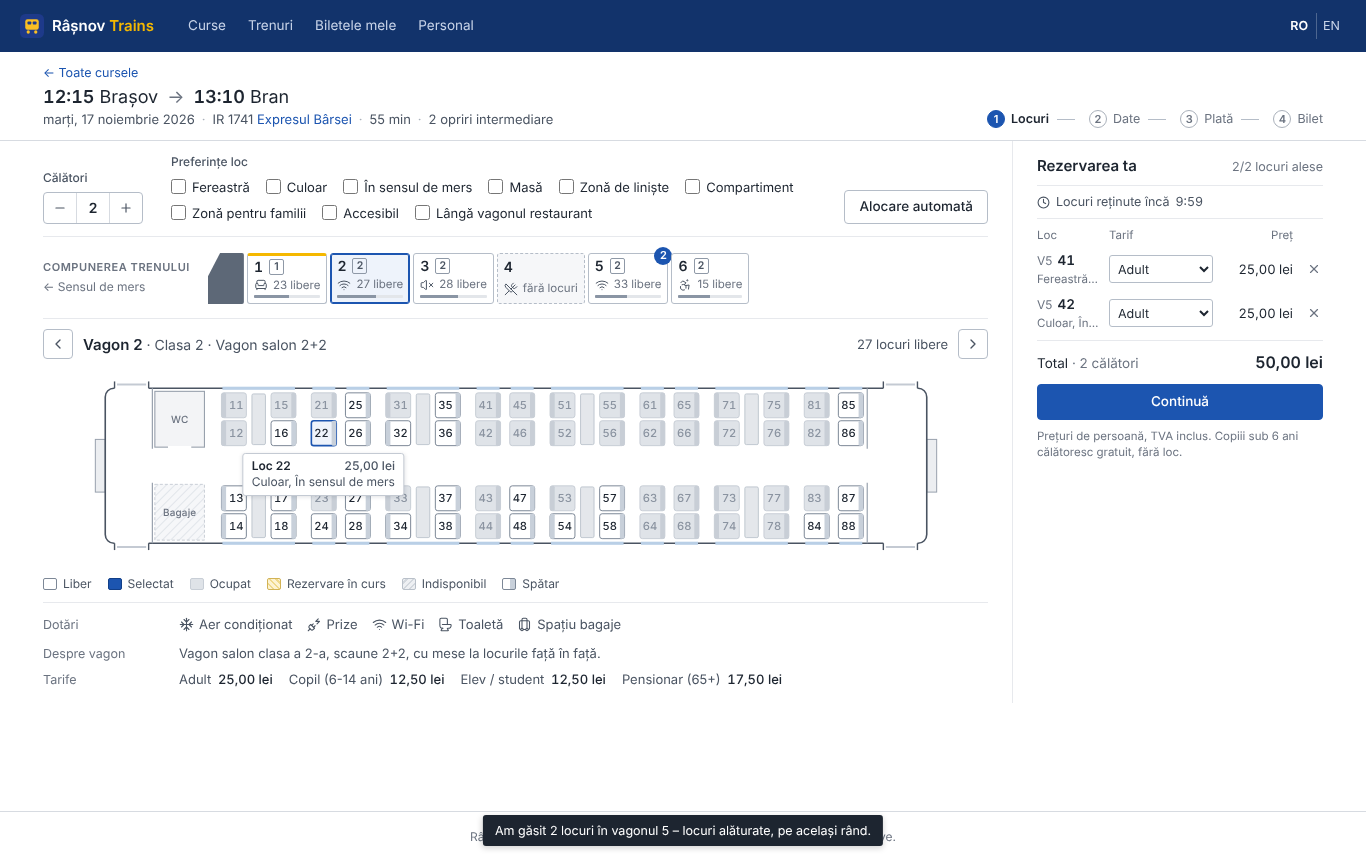 Râșnov Trains
Curse
Trenuri
Biletele mele
Personal
RO
EN
← Toate cursele
12:15 Brașov → 13:10 Bran
marți, 17 noiembrie 2026 · IR 1741 Expresul Bârsei · 55 min · 2 opriri intermediare
1 Locuri
2 Date
3 Plată
4 Bilet
Călători
− 2 +
Preferințe loc
Fereastră
Culoar
În sensul de mers
Masă
Zonă de liniște
Compartiment
Zonă pentru familii
Accesibil
Lângă vagonul restaurant
Alocare automată
COMPUNEREA TRENULUI
← Sensul de mers
1 1
23 libere
2 2
27 libere
3 2
28 libere
4
fără locuri
5 2
33 libere
2
6 2
15 libere
Vagon 2 · Clasa 2 · Vagon salon 2+2
27 locuri libere
WC
11 15 21 25 31 35 41 45 51 55 61 65 71 75 81 85
12 16 22 26 32 36 42 46 52 56 62 66 72 76 82 86
Loc 22 25,00 lei
Culoar, În sensul de mers
Bagaje
13 17 23 27 33 37 43 47 53 57 63 67 73 77 83 87
14 18 24 28 34 38 44 48 54 58 64 68 74 78 84 88
Liber
Selectat
Ocupat
Rezervare în curs
Indisponibil
Spătar
Dotări
Aer condiționat
Prize
Wi-Fi
Toaletă
Spațiu bagaje
Despre vagon
Vagon salon clasa a 2-a, scaune 2+2, cu mese la locurile față în față.
Tarife
Adult 25,00 lei
Copil (6-14 ani) 12,50 lei
Elev / student 12,50 lei
Pensionar (65+) 17,50 lei
Rezervarea ta
2/2 locuri alese
Locuri reținute încă 9:59
Loc Tarif Preț
V5 41
Fereastră...
Adult
25,00 lei
V5 42
Culoar, În...
Adult
25,00 lei
Total · 2 călători 50,00 lei
Continuă
Prețuri de persoană, TVA inclus. Copiii sub 6 ani
călătoresc gratuit, fără loc.
Am găsit 2 locuri în vagonul 5 – locuri alăturate, pe același rând.